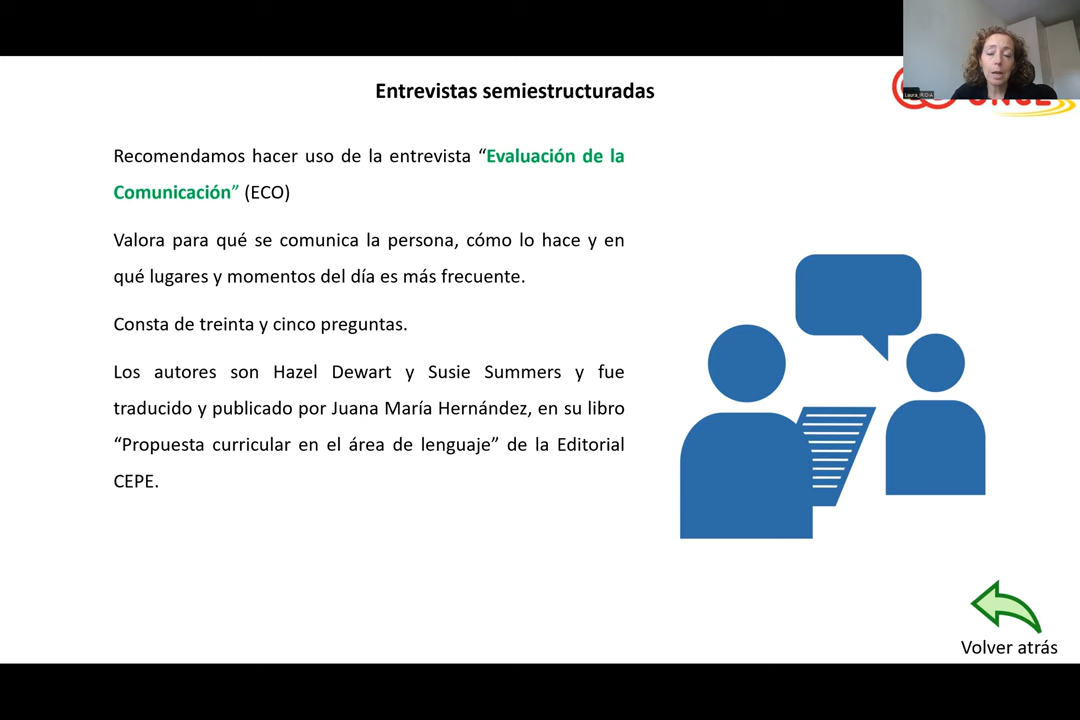 Entrevistas semiestructuradas
Recomendamos hacer uso de la entrevista “Evaluación de la
Comunicación” (ECO)
Valora para qué se comunica la persona, cómo lo hace y en
qué lugares y momentos del día es más frecuente.
Consta de treinta y cinco preguntas.
Los autores son Hazel Dewart y Susie Summers y fue
traducido y publicado por Juana María Hernández, en su libro
“Propuesta curricular en el área de lenguaje” de la Editorial
CEPE.
Volver atrás